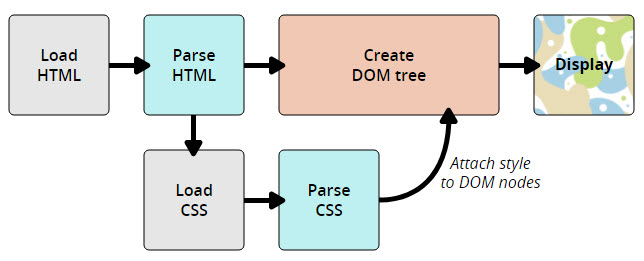 Load
HTML
Parse
HTML
Create
DOM tree
Display
Load
CSS
Parse
CSS
Attach style
to DOM nodes